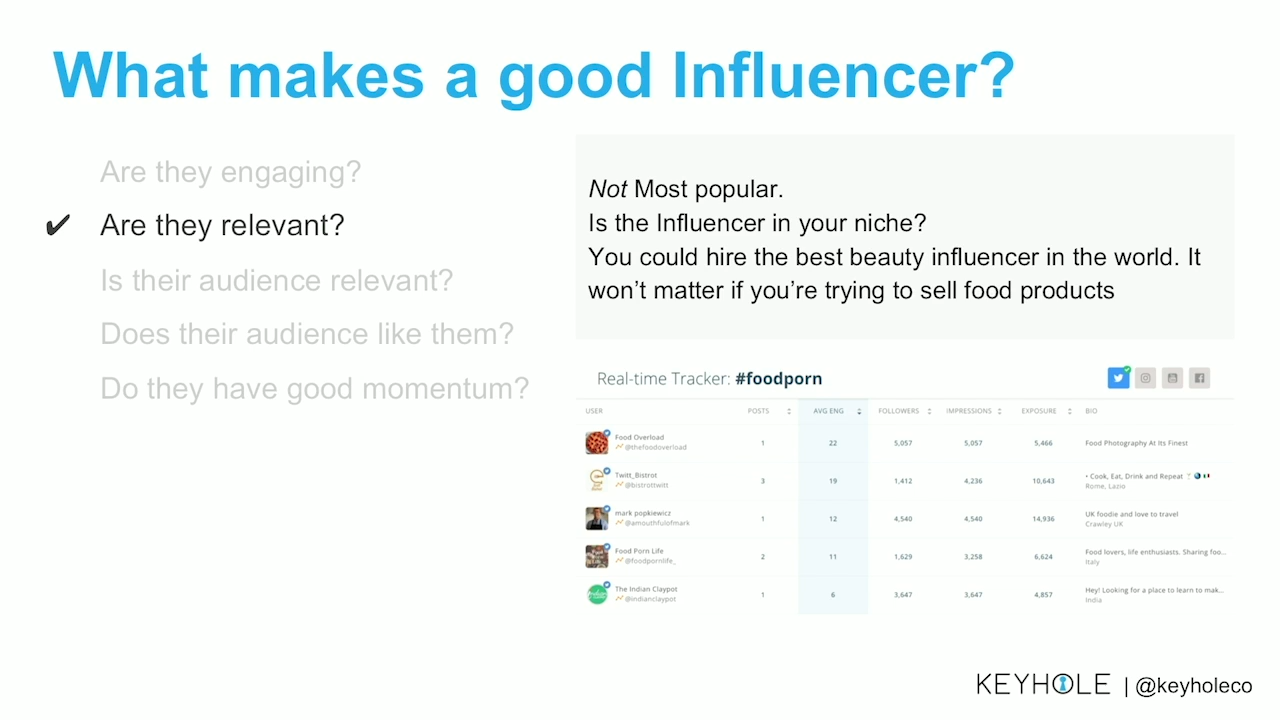 What makes a good Influencer?
Are they engaging?
✔ Are they relevant?
Is their audience relevant?
Does their audience like them?
Do they have good momentum?
Not Most popular.
Is the Influencer in your niche?
You could hire the best beauty influencer in the world. It
won’t matter if you’re trying to sell food products
Real-time Tracker: #foodporn
USER POSTS AVG ENG FOLLOWERS IMPRESSIONS EXPOSURE BIO
Food Overload
@thefoodoverload
1 22 5,057 5,057 5,466 Food Photography At Its Finest
Twitt_Bistrot
@bistrottwitt
3 19 1,412 4,236 10,643 • Cook, Eat, Drink and Repeat
Rome, Lazio
mark popkiewicz
@amouthfulofmark
1 12 4,540 4,540 14,936 UK foodie and love to travel
Crawley UK
Food Porn Life
@foodpornlife_
2 11 1,629 3,258 6,624 Food lovers, life enthusiasts. Sharing foo...
Italy
The Indian Claypot
@indianclaypot
1 6 3,647 3,647 4,857 Hey! Looking for a place to learn to mak...
India
KEYHOLE | @keyholeco